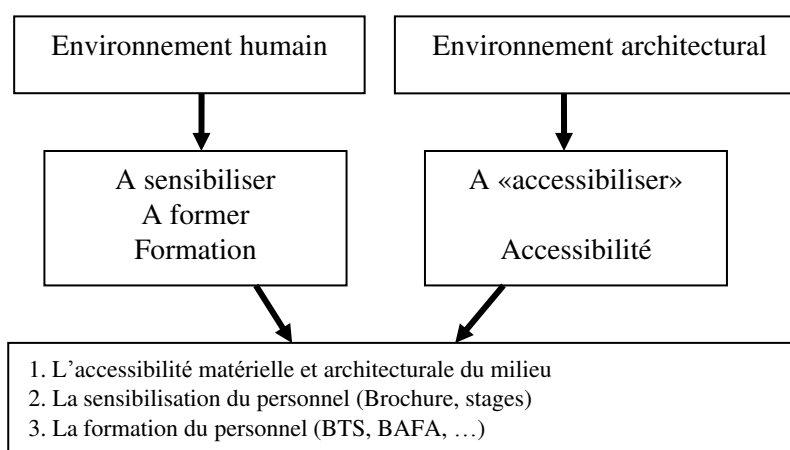 Environnement humain
Environnement architectural
A sensibiliser
A former
Formation
A «accessibiliser»
Accessibilité
1. L'accessibilité matérielle et architecturale du milieu
2. La sensibilisation du personnel (Brochure, stages)
3. La formation du personnel (BTS, BAFA, …)